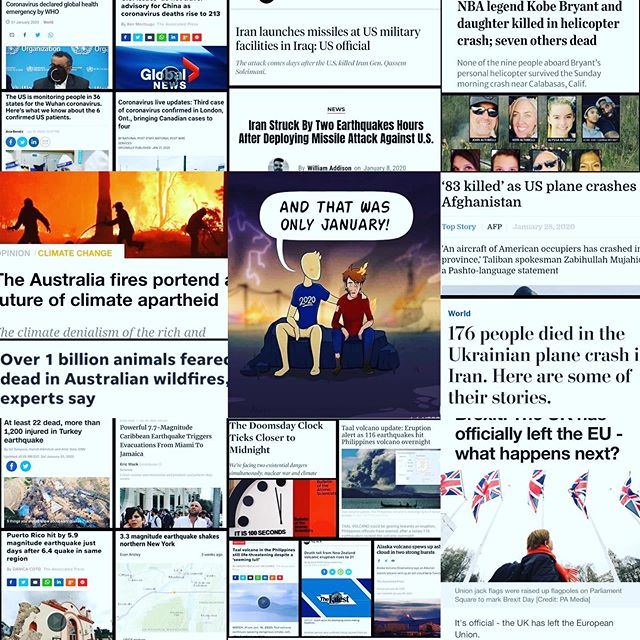 Coronavirus declared global health
emergency by WHO
31 January 2020
World
advisory for China as
coronavirus deaths rise to 213
Global
NEWS
The US is monitoring people in 36
states for the Wuhan coronavirus.
Here's what we know about the 6
confirmed US patients.
Coronavirus live updates: Third case
of coronavirus confirmed in London,
Ont., bringing Canadian cases to
four
Iran launches missiles at US military
facilities in Iraq: US official
The attack comes after the U.S. killed Iran Gen. Qassem
Soleimani.
NEWS
Iran Struck By Two Earthquakes Hours
After Deploying Missile Attack Against U.S.
By William Addison on January 8, 2020
NBA legend Kobe Bryant and
daughter killed in helicopter
crash; seven others dead
None of the nine people aboard Bryant's
personal helicopter survived the Sunday
morning crash near Calabasas, Calif.
OPINION CLIMATE CHANGE
The Australia fires portend a
future of climate apartheid
The climate denialism of the rich and
AND THAT WAS
ONLY JANUARY!
2020
'83 killed' as US plane crashes
Afghanistan
Top Story AFP January 28, 2020
'An aircraft of American occupiers has crashed in
province,' Taliban spokesman Zabihullah Mujahid
a Pashto-language statement
Over 1 billion animals feared
dead in Australian wildfires,
experts say
World
176 people died in the
Ukrainian plane crash i
Iran. Here are some of
their stories.
At least 22 dead, more than
1,200 injured in Turkey
earthquake
Powerful 7.7-Magnitude
Caribbean Earthquake Triggers
Evacuations From Miami To
Jamaica
The Doomsday Clock
Ticks Closer to
Midnight
We're facing two existential dangers
simultaneously: nuclear war and climate
IT IS 100 SECONDS
Taal volcano update: Eruption
alert as 116 earthquakes hit
Philippines volcano overnight
Brexit: The UK has
officially left the EU -
what happens next?
Puerto Rico hit by 5.9
magnitude earthquake just
days after 6.4 quake in same
region
3.3 magnitude earthquake shakes
northern New York
3 weeks ago
Taal volcano in the Philippines
still life-threatening despite
'seeming lull'
Death toll from New Zealand
volcano eruption rises to 21
The Latest
Alaska volcano spews ash
cloud in two strong bursts
Union jack flags were raised up flagpoles on Parliament
Square to mark Brexit Day [Credit: PA Media]
It's official - the UK has left the European
Union.